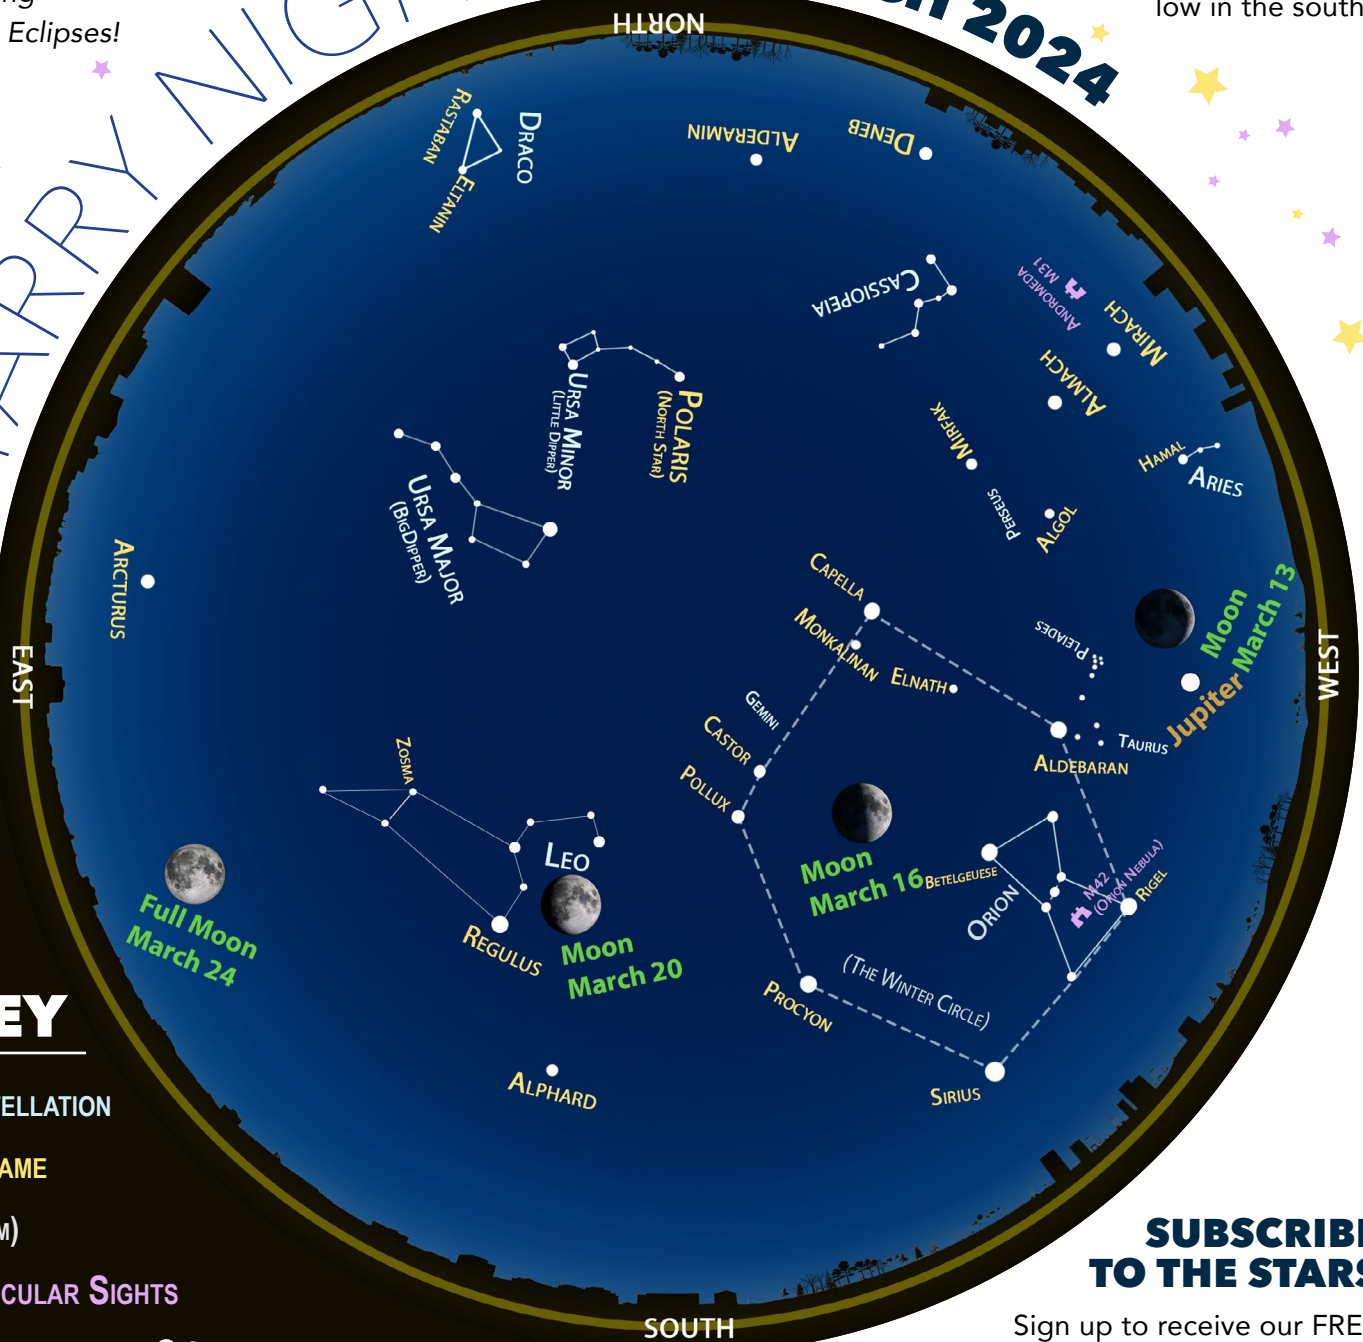 Eclipses!
low in the south
2024
NORTH
RASTABAN
DRACO
ELTANIN
ALDERAMIN
DENEB
CASSIOPEIA
ANDROMEDA
M31
MIRACH
ALMACH
URSA MINOR
(LITTLE DIPPER)
POLARIS
(NORTH STAR)
MIRFAK
PERSEUS
HAMAL
ARIES
ALGOL
URSA MAJOR
(BIGDIPPER)
ARCTURUS
EAST
WEST
CAPELLA
MONKALINAN
ELNATH
PLEIADES
Moon
March 13
Jupiter
GEMINI
CASTOR
POLLUX
TAURUS
ALDEBARAN
ZOSMA
LEO
REGULUS
Moon
March 16
BETELGEUESE
ORION
M42
(ORION NEBULA)
RIGEL
Full Moon
March 24
Moon
March 20
(THE WINTER CIRCLE)
PROCYON
SIRIUS
ALPHARD
SOUTH
EY
TELLATION
AME
M)
CULAR SIGHTS
SUBSCRIBE
TO THE STARS
Sign up to receive our FRE